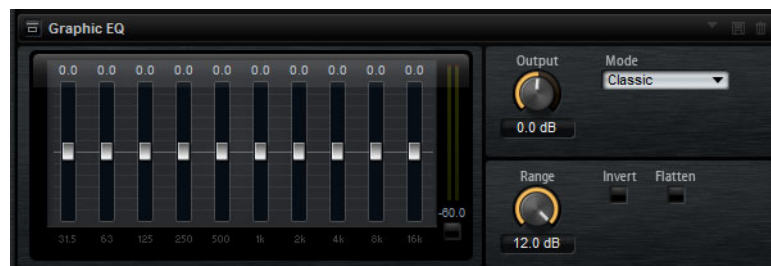 Graphic EQ
0.0 0.0 0.0 0.0 0.0 0.0 0.0 0.0 0.0 0.0
-60.0
31.5 63 125 250 500 1k 2k 4k 8k 16k
Output Mode
Classic
0.0 dB
Range Invert Flatten
12.0 dB